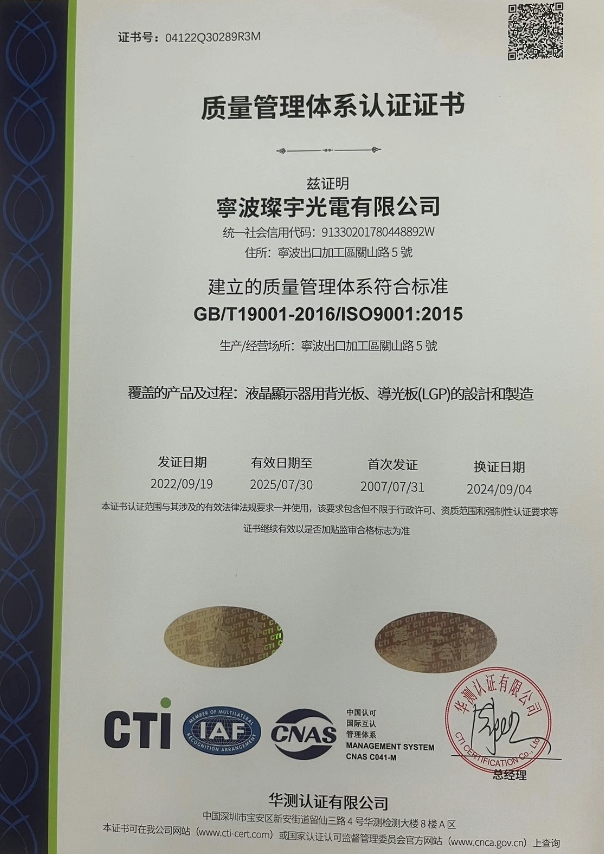 证书号：04122Q30289R3M
质量管理体系认证证书
兹证明
寧波璨宇光電有限公司
统一社会信用代码：91330201780448892W
住所：寧波出口加工區關山路 5 號
建立的质量管理体系符合标准
GB/T19001-2016/ISO9001:2015
生产/经营场所：寧波出口加工區關山路 5 號
覆盖的产品及过程：液晶顯示器用背光板、導光板(LGP)的設計和製造
发证日期 有效日期至 首次发证 换证日期
2022/09/19 2025/07/30 2007/07/31 2024/09/04
本证书认证范围与其涉及的有效法律法规要求一并使用，该要求包含但不限于行政许可、资质范围和强制性认证要求等
证书继续有效以是否加贴监审合格标志为准
CTI
MEMBER OF MULTILATERAL
IAF
RECOGNITION ARRANGEMENT
CNAS
中国认可
国际互认
管理体系
MANAGEMENT SYSTEM
CNAS C041-M
华测认证有限公司
CTI CERTIFICATION Co., Ltd
总经理
华测认证有限公司
中国深圳市宝安区新安街道留仙三路 4 号华测检测大楼 8 楼 A 区
本证书可在我公司网站（www.cti-cert.com）或国家认证认可监督管理委员会官方网站（www.cnca.gov.cn）上查询